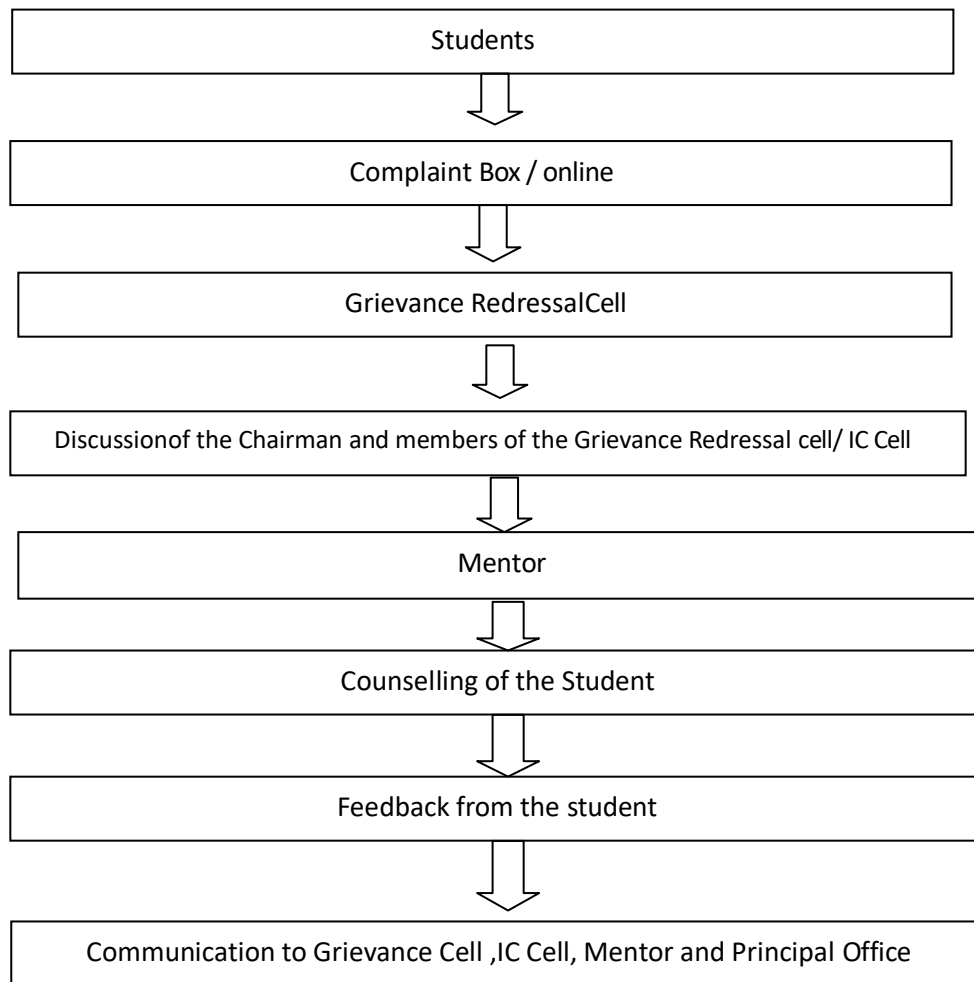 Students
Complaint Box / online
Grievance RedressalCell
Discussionof the Chairman and members of the Grievance Redressal cell/ IC Cell
Mentor
Counselling of the Student
Feedback from the student
Communication to Grievance Cell ,IC Cell, Mentor and Principal Office